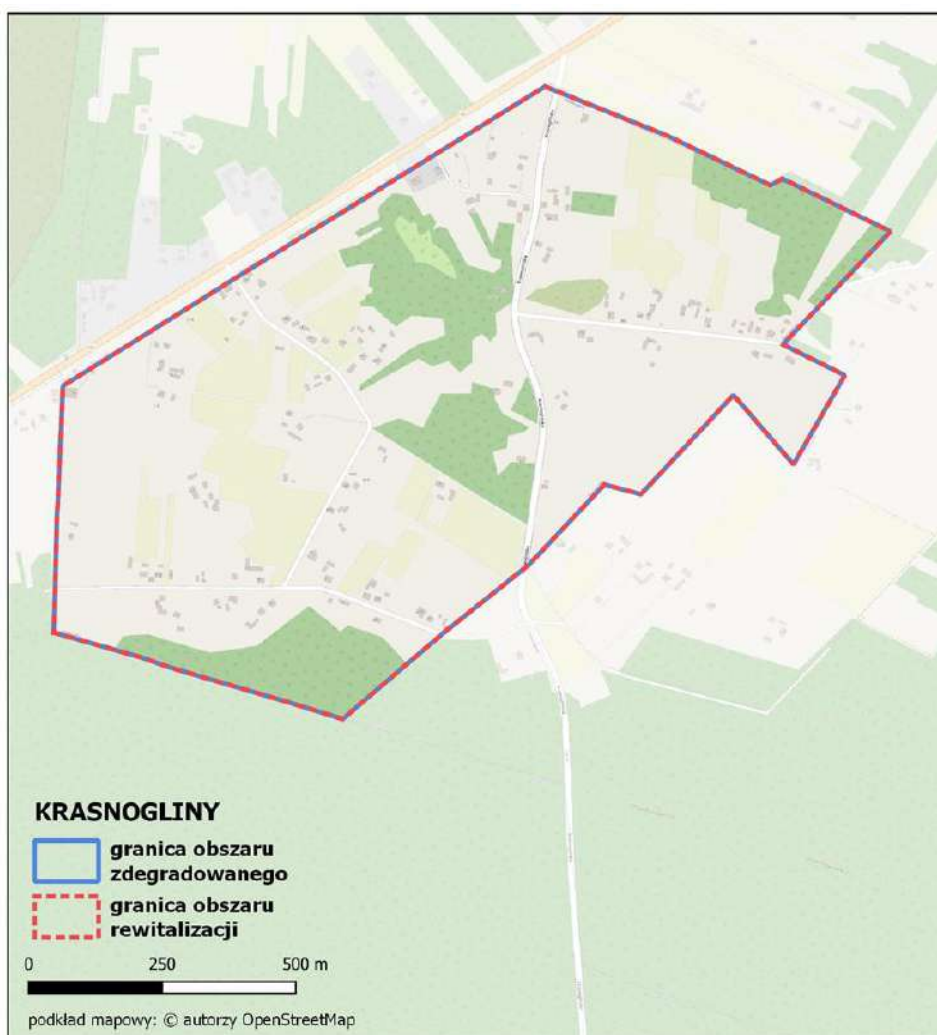 KRASNOGLINY
granica obszaru
zdegradowanego
granica obszaru
rewitalizacji
0 250 500 m
podkład mapowy: © autorzy OpenStreetMap